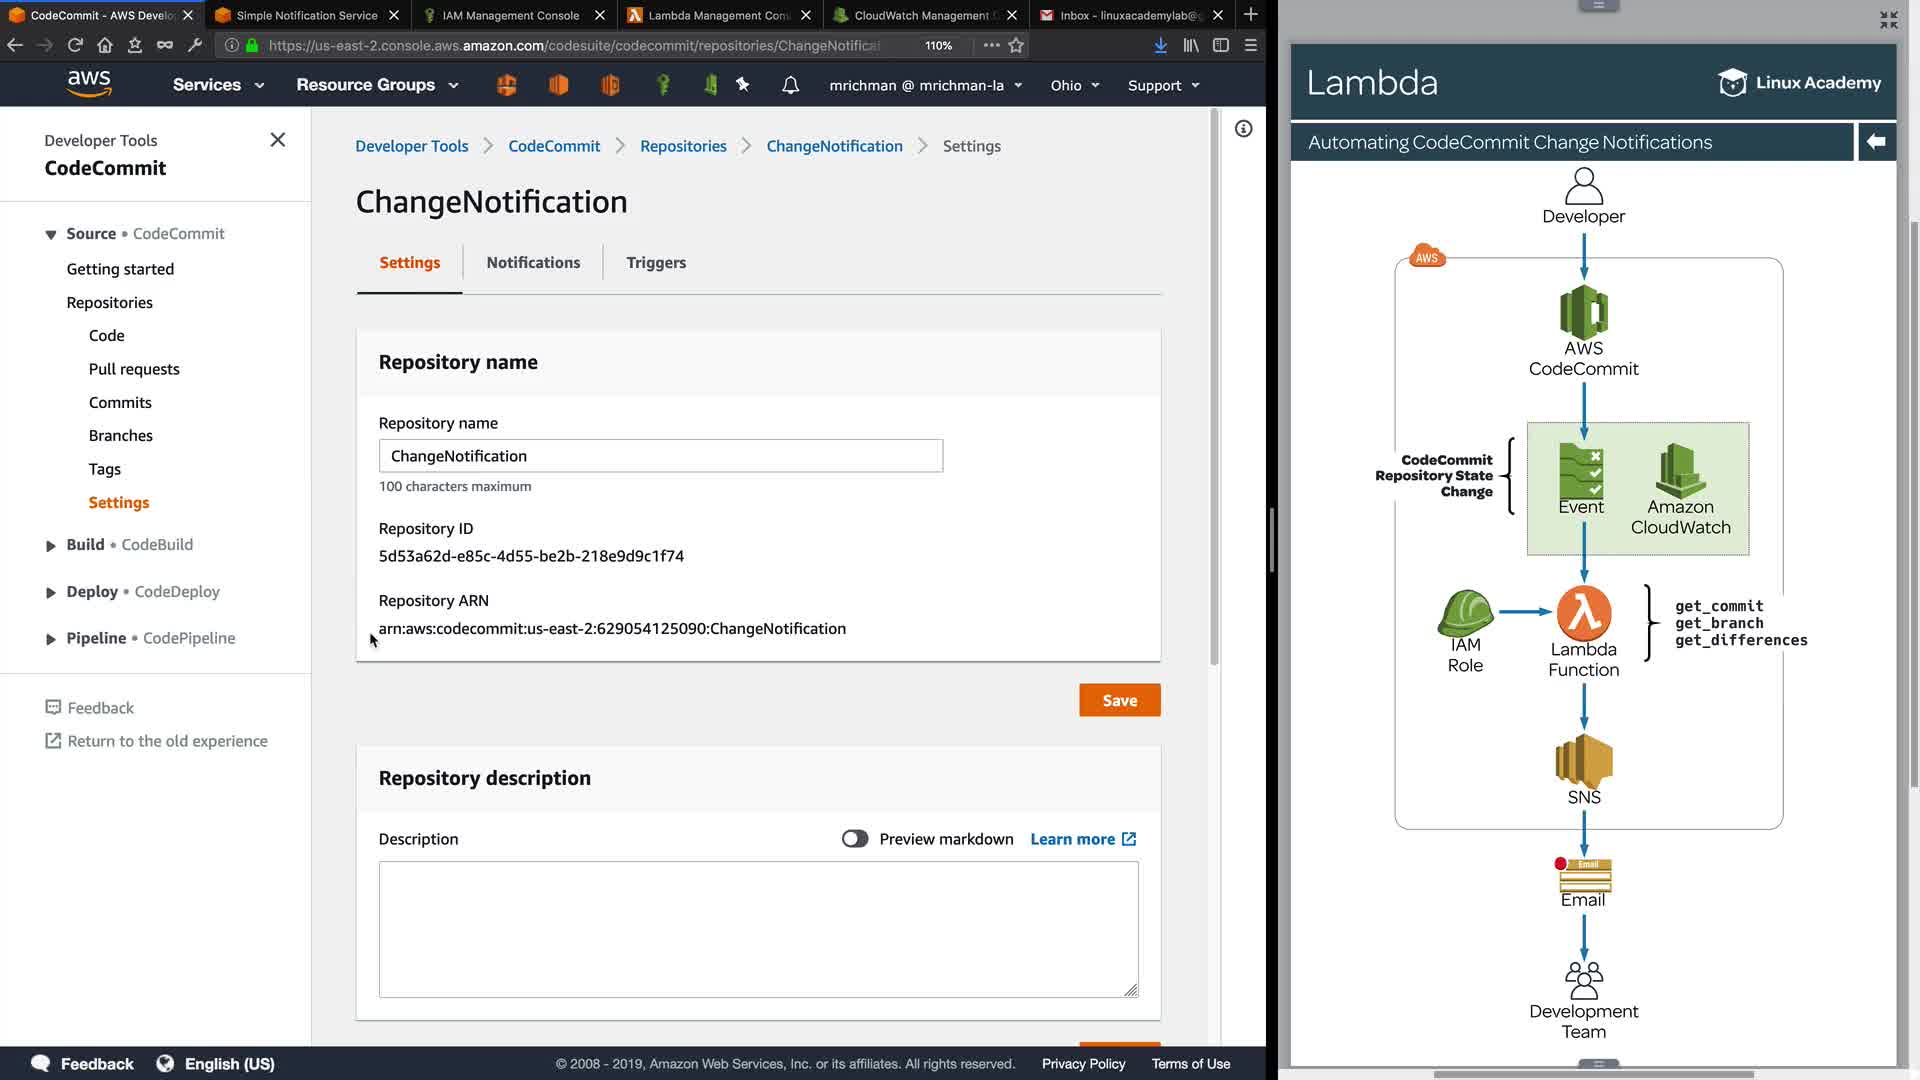 CodeCommit - AWS Develo
Simple Notification Service
IAM Management Console
Lambda Management Con
CloudWatch Management C
Inbox - linuxacademylab@g
https://us-east-2.console.aws.amazon.com/codesuite/codecommit/repositories/ChangeNotifica
110%
aws
Services
Resource Groups
mrichman @ mrichman-la
Ohio
Support
Developer Tools
CodeCommit
Source • CodeCommit
Getting started
Repositories
Code
Pull requests
Commits
Branches
Tags
Settings
Build • CodeBuild
Deploy • CodeDeploy
Pipeline • CodePipeline
Feedback
Return to the old experience
Developer Tools
CodeCommit
Repositories
ChangeNotification
Settings
ChangeNotification
Settings
Notifications
Triggers
Repository name
Repository name
ChangeNotification
100 characters maximum
Repository ID
5d53a62d-e85c-4d55-be2b-218e9d9c1f74
Repository ARN
arn:aws:codecommit:us-east-2:629054125090:ChangeNotification
Save
Repository description
Description
Preview markdown
Learn more
Feedback
English (US)
© 2008 - 2019, Amazon Web Services, Inc. or its affiliates. All rights reserved.
Privacy Policy
Terms of Use
Lambda
Linux Academy
Automating CodeCommit Change Notifications
Developer
AWS
AWS
CodeCommit
CodeCommit
Repository State
Change
Event
Amazon
CloudWatch
IAM
Role
Lambda
Function
get_commit
get_branch
get_differences
SNS
Email
Email
Development
Team